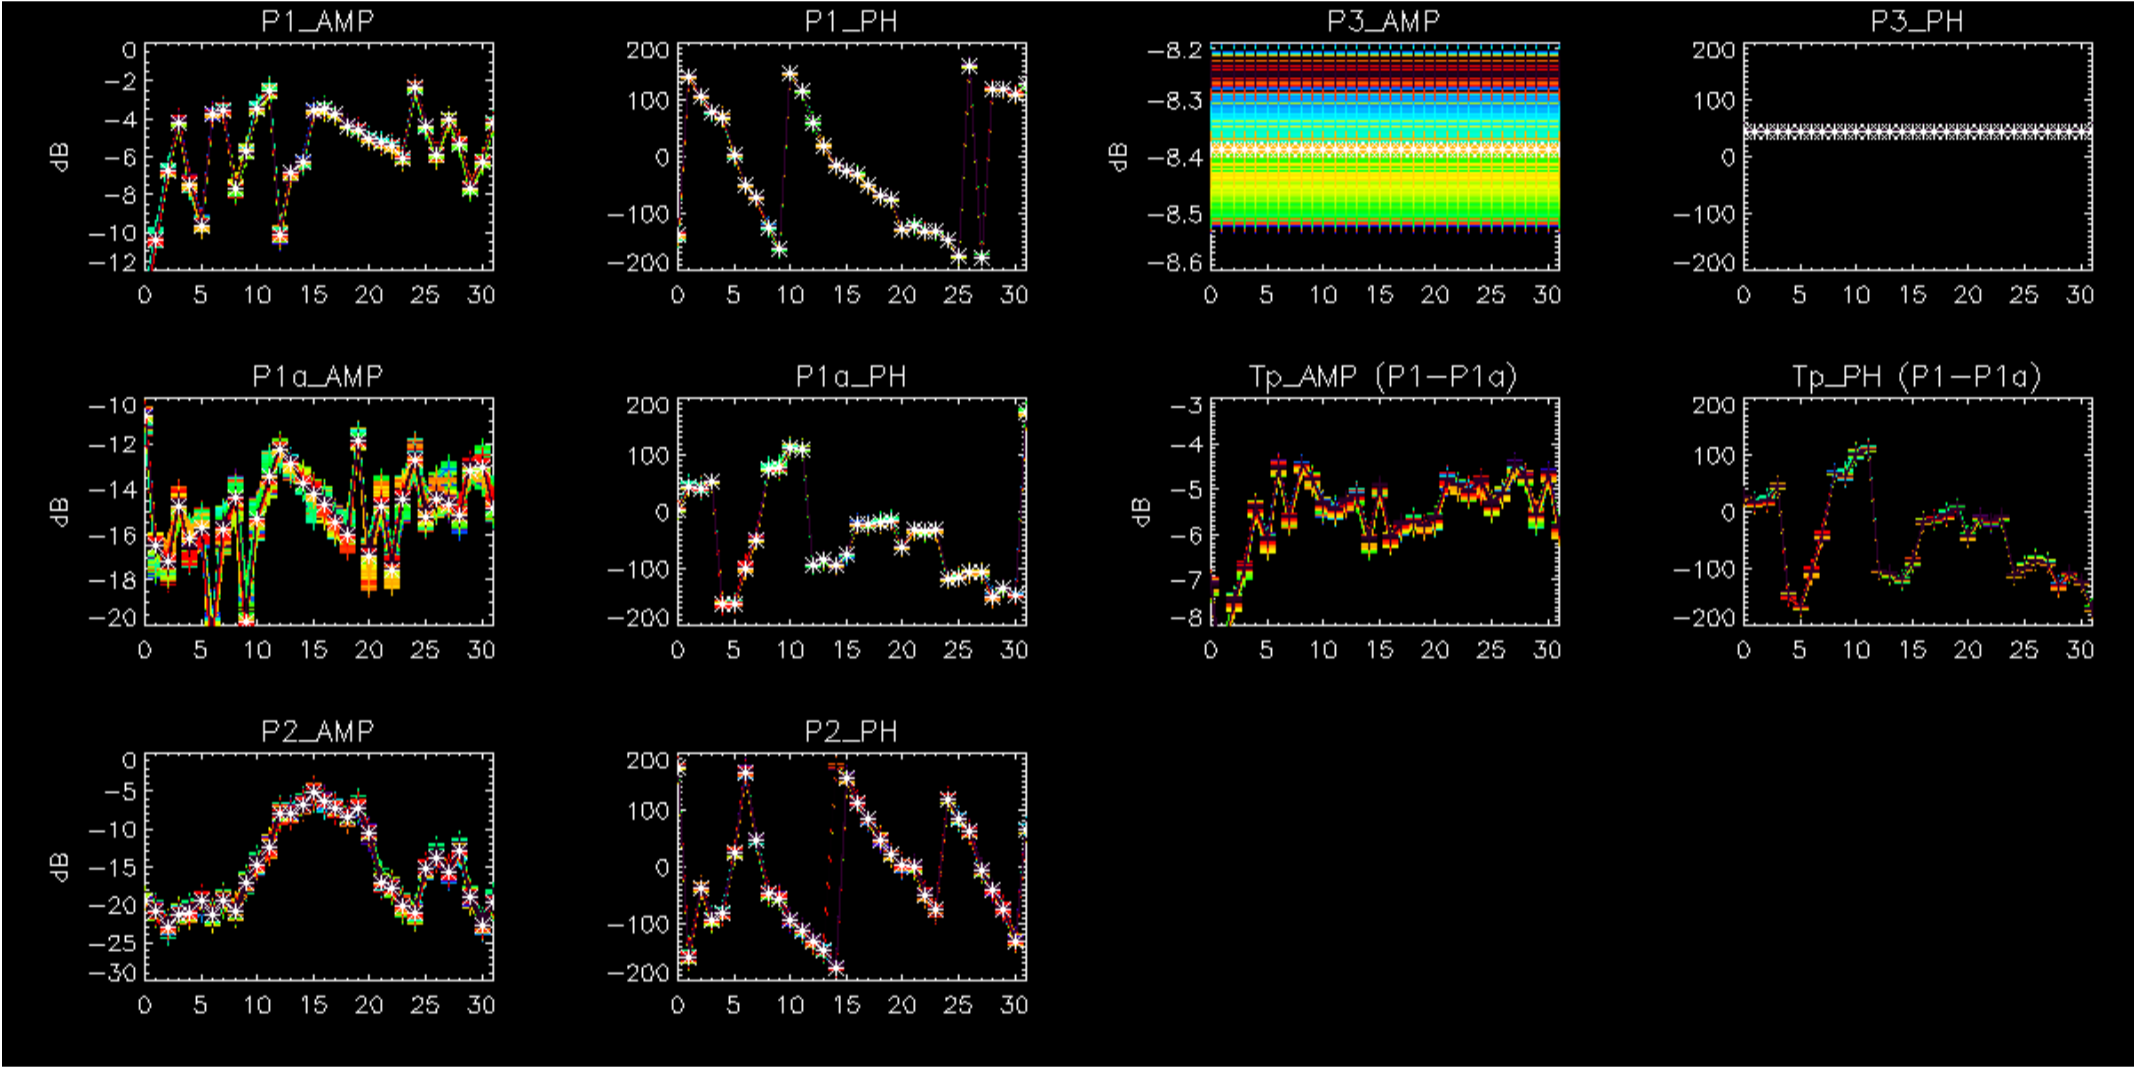 P1_AMP
P1_PH
P3_AMP
P3_PH
0
−2
−4
−6
−8
−10
−12
dB
0 5 10 15 20 25 30
200
100
0
−100
−200
0 5 10 15 20 25 30
−8.2
−8.3
−8.4
−8.5
−8.6
dB
0 5 10 15 20 25 30
200
100
0
−100
−200
0 5 10 15 20 25 30
P1a_AMP
P1a_PH
Tp_AMP (P1−P1a)
Tp_PH (P1−P1a)
−10
−12
−14
−16
−18
−20
dB
0 5 10 15 20 25 30
200
100
0
−100
−200
0 5 10 15 20 25 30
−3
−4
−5
−6
−7
−8
dB
0 5 10 15 20 25 30
200
100
0
−100
−200
0 5 10 15 20 25 30
P2_AMP
P2_PH
0
−5
−10
−15
−20
−25
−30
dB
0 5 10 15 20 25 30
200
100
0
−100
−200
0 5 10 15 20 25 30